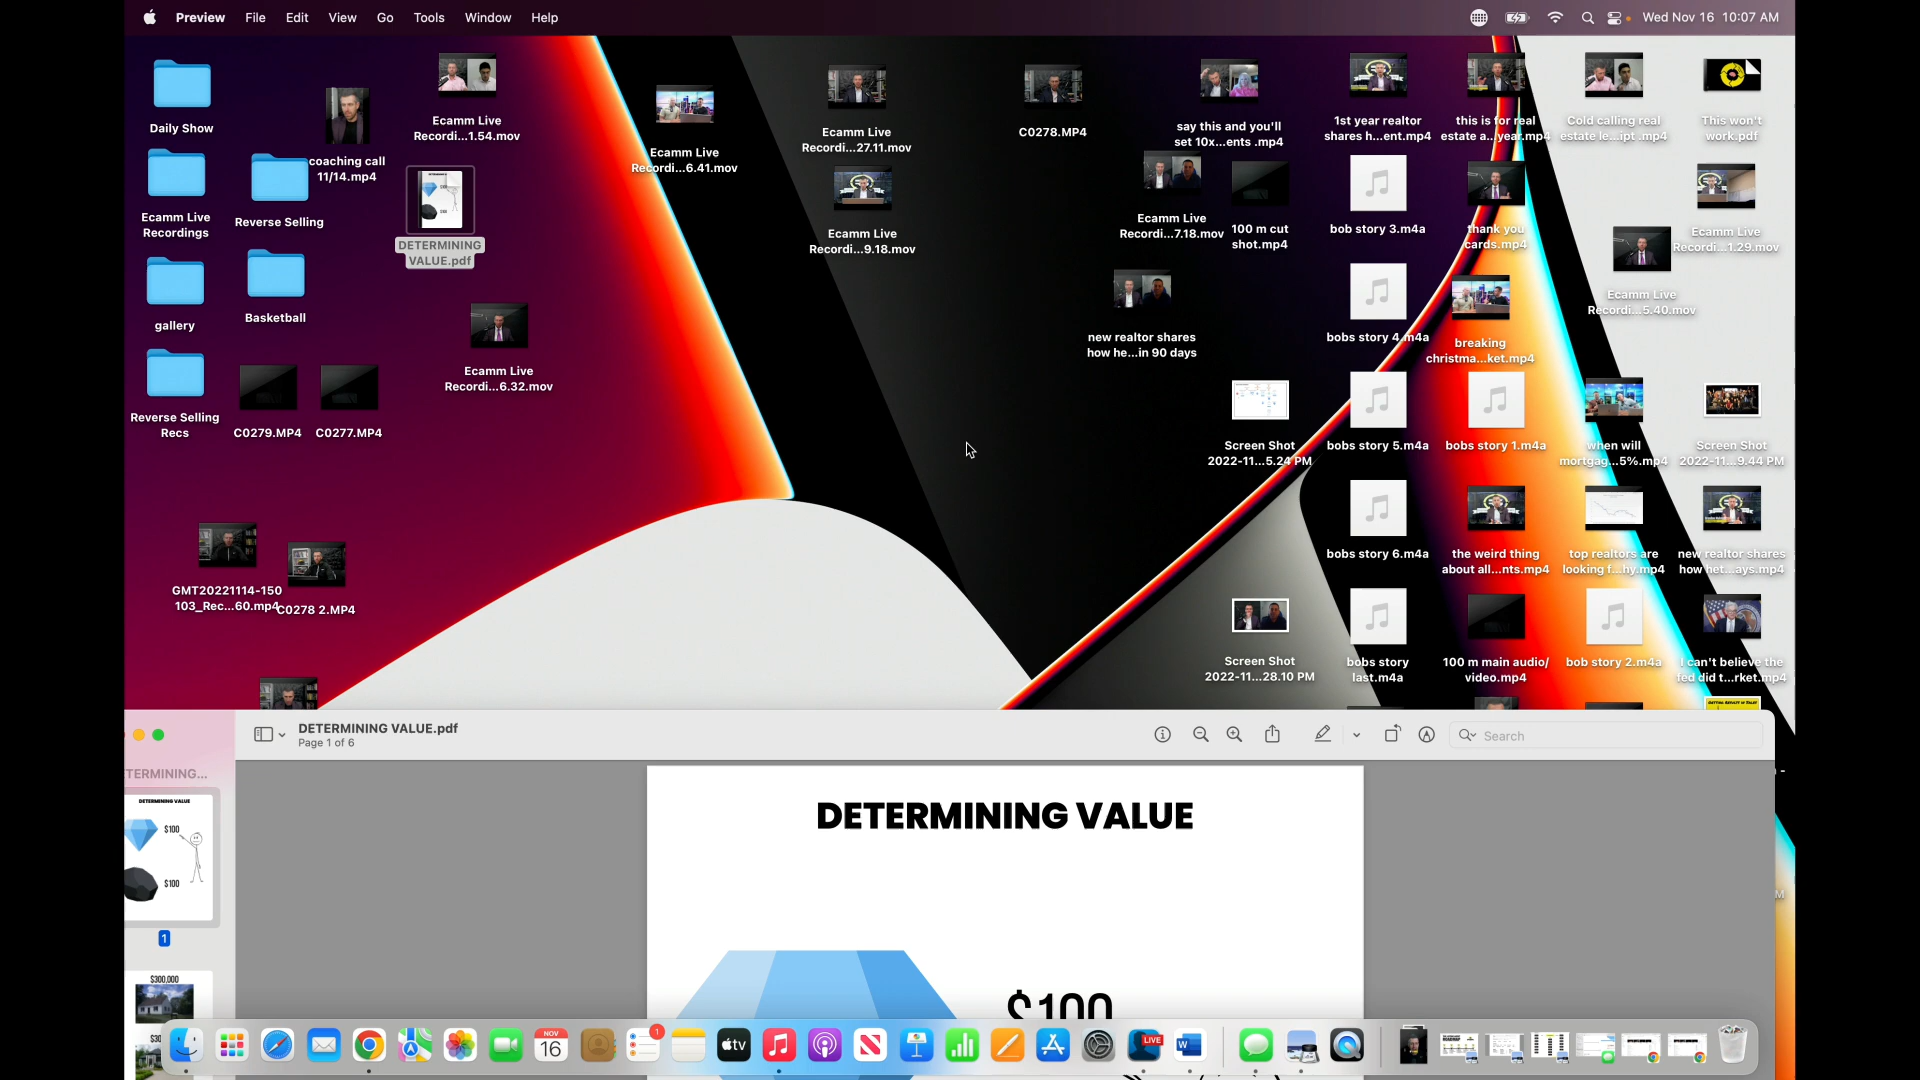 Preview File Edit View Go Tools Window Help
Wed Nov 16 10:07 AM
Daily Show
coaching call
11/14.mp4
Ecamm Live
Recordi...1.54.mov
Ecamm Live
Recordi...6.41.mov
Ecamm Live
Recordi...27.11.mov
C0278.MP4
say this and you'll
set 10x...ents .mp4
1st year realtor
shares h...ent.mp4
this is for real
estate a...year.mp4
Cold calling real
estate le...ipt .mp4
This won't
work.pdf
Ecamm Live
Recordings
Reverse Selling
DETERMINING
VALUE.pdf
Ecamm Live
Recordi...9.18.mov
Ecamm Live
Recordi...7.18.mov
100 m cut
shot.mp4
bob story 3.m4a
thank you
cards.mp4
Ecamm Live
Recordi...1.29.mov
gallery
Basketball
Ecamm Live
Recordi...6.32.mov
new realtor shares
how he...in 90 days
bobs story 4.m4a
breaking
christma...ket.mp4
Ecamm Live
Recordi...5.40.mov
Reverse Selling
Recs
C0279.MP4
C0277.MP4
Screen Shot
2022-11...5.24 PM
bobs story 5.m4a
bobs story 1.m4a
when will
mortgag...5%.mp4
Screen Shot
2022-11...9.44 PM
GMT20221114-150
103_Rec...60.mp4
C0278 2.MP4
bobs story 6.m4a
the weird thing
about all...nts.mp4
top realtors are
looking f...hy.mp4
new realtor shares
how het...ays.mp4
Screen Shot
2022-11...28.10 PM
bobs story
last.m4a
100 m main audio/
video.mp4
bob story 2.m4a
I can't believe the
fed did t...rket.mp4
DETERMINING VALUE.pdf
Page 1 of 6
Search
TERMINING...
DETERMINING VALUE
$100
$100
1
$300,000
DETERMINING VALUE
$100
NOV
16
1
tv
LIVE
W